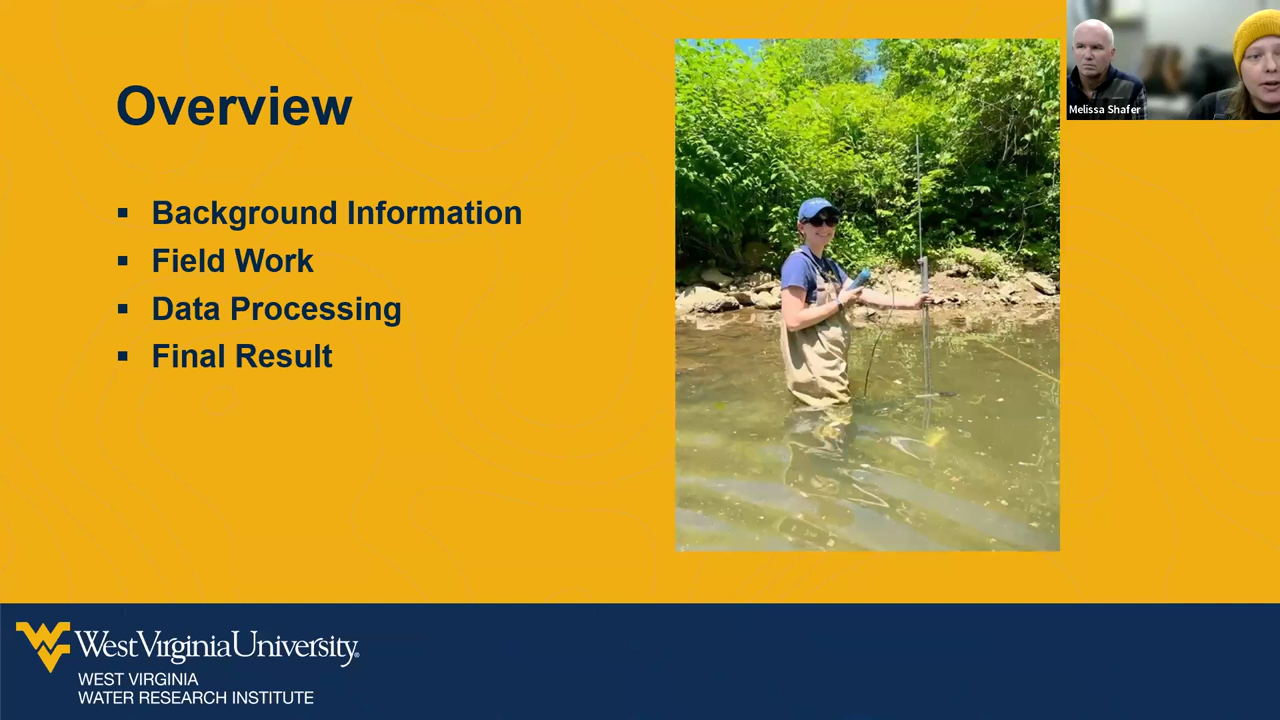 Overview
▪ Background Information
▪ Field Work
▪ Data Processing
▪ Final Result
Melissa Shafer
West Virginia University®
WEST VIRGINIA
WATER RESEARCH INSTITUTE